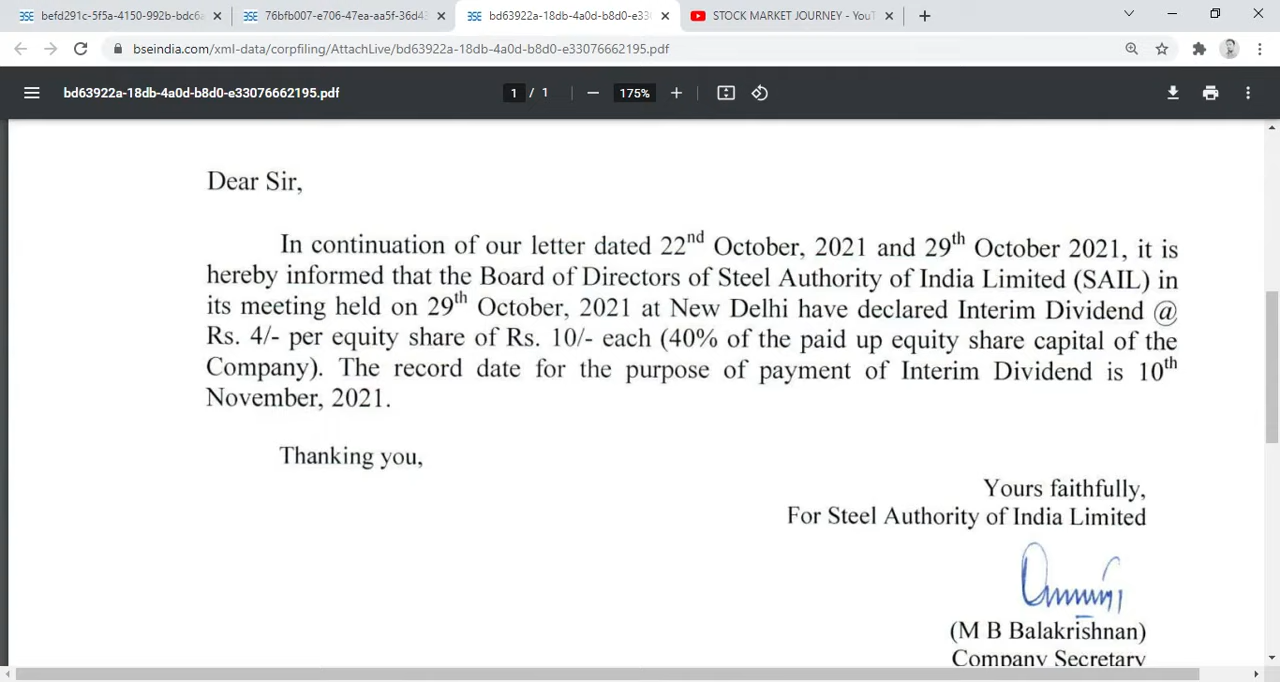 befd291c-5f5a-4150-992b-bdc6a
76bfb007-e706-47ea-aa5f-36d43
bd63922a-18db-4a0d-b8d0-e33
STOCK MARKET JOURNEY - YouT
bseindia.com/xml-data/corpfiling/AttachLive/bd63922a-18db-4a0d-b8d0-e33076662195.pdf
bd63922a-18db-4a0d-b8d0-e33076662195.pdf
1 / 1
175%
Dear Sir,
In continuation of our letter dated 22nd October, 2021 and 29th October 2021, it is
hereby informed that the Board of Directors of Steel Authority of India Limited (SAIL) in
its meeting held on 29th October, 2021 at New Delhi have declared Interim Dividend @
Rs. 4/- per equity share of Rs. 10/- each (40% of the paid up equity share capital of the
Company). The record date for the purpose of payment of Interim Dividend is 10th
November, 2021.
Thanking you,
Yours faithfully,
For Steel Authority of India Limited
(M B Balakrishnan)
Company Secretary